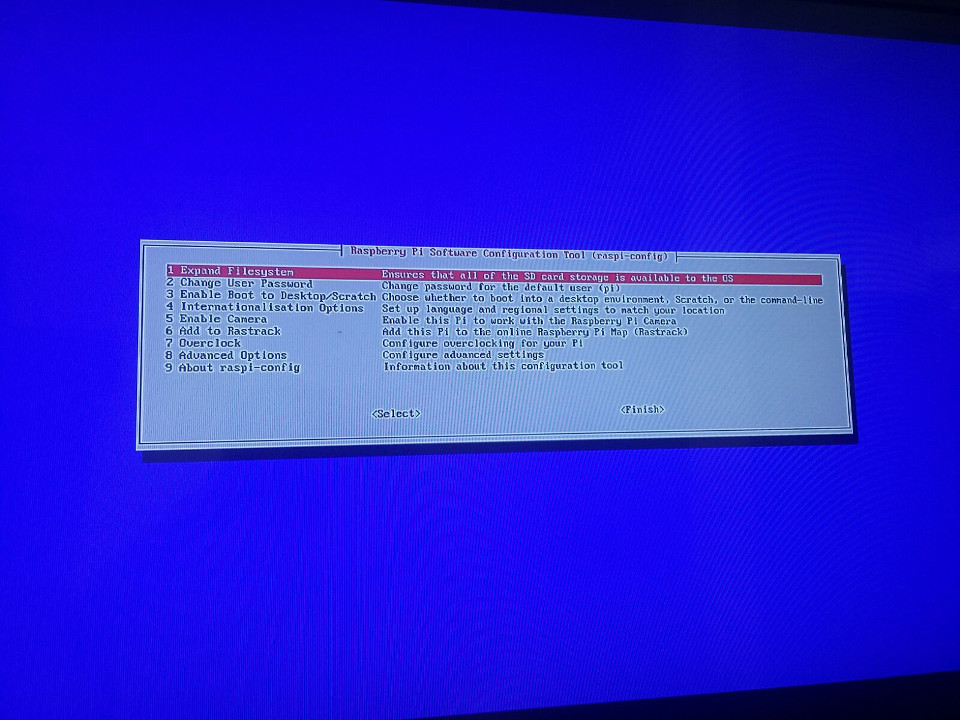 Raspberry Pi Software Configuration Tool (raspi-config)
1 Expand Filesystem Ensures that all of the SD card storage is available to the OS
2 Change User Password Change password for the default user (pi)
3 Enable Boot to Desktop/Scratch Choose whether to boot into a desktop environment, Scratch, or the command-line
4 Internationalisation Options Set up language and regional settings to match your location
5 Enable Camera Enable this Pi to work with the Raspberry Pi Camera
6 Add to Rastrack Add this Pi to the online Raspberry Pi Map (Rastrack)
7 Overclock Configure overclocking for your Pi
8 Advanced Options Configure advanced settings
9 About raspi-config Information about this configuration tool
<Select> <Finish>